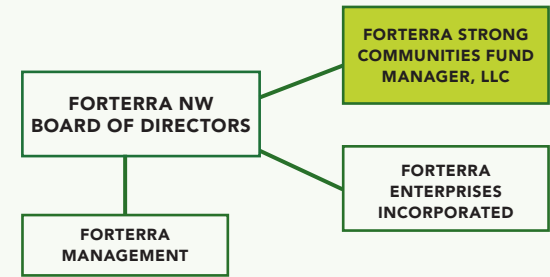 FORTERRA STRONG
COMMUNITIES FUND
MANAGER, LLC
FORTERRA NW
BOARD OF DIRECTORS
FORTERRA
ENTERPRISES
INCORPORATED
FORTERRA
MANAGEMENT